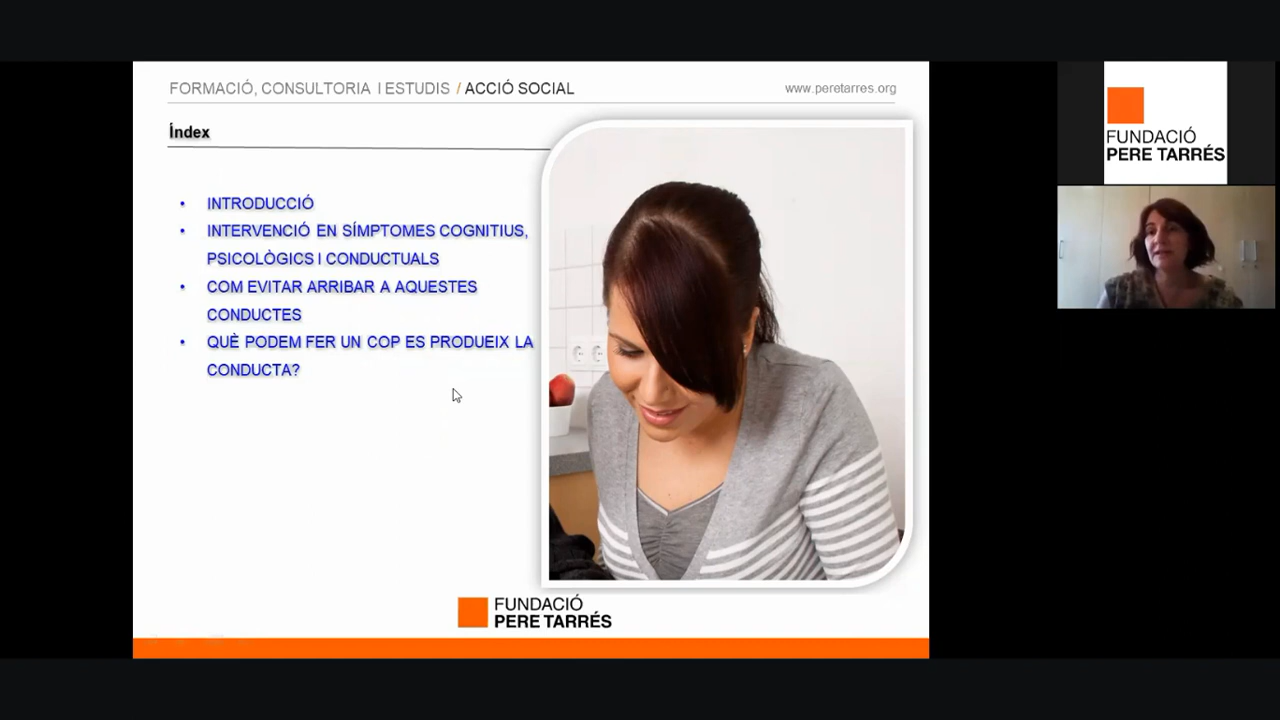 FORMACIÓ, CONSULTORIA I ESTUDIS / ACCIÓ SOCIAL
www.peretarres.org
Índex
• INTRODUCCIÓ
• INTERVENCIÓ EN SÍMPTOMES COGNITIUS,
PSICOLÒGICS I CONDUCTUALS
• COM EVITAR ARRIBAR A AQUESTES
CONDUCTES
• QUÈ PODEM FER UN COP ES PRODUEIX LA
CONDUCTA?
FUNDACIÓ
PERE TARRÉS
FUNDACIÓ
PERE TARRÉS